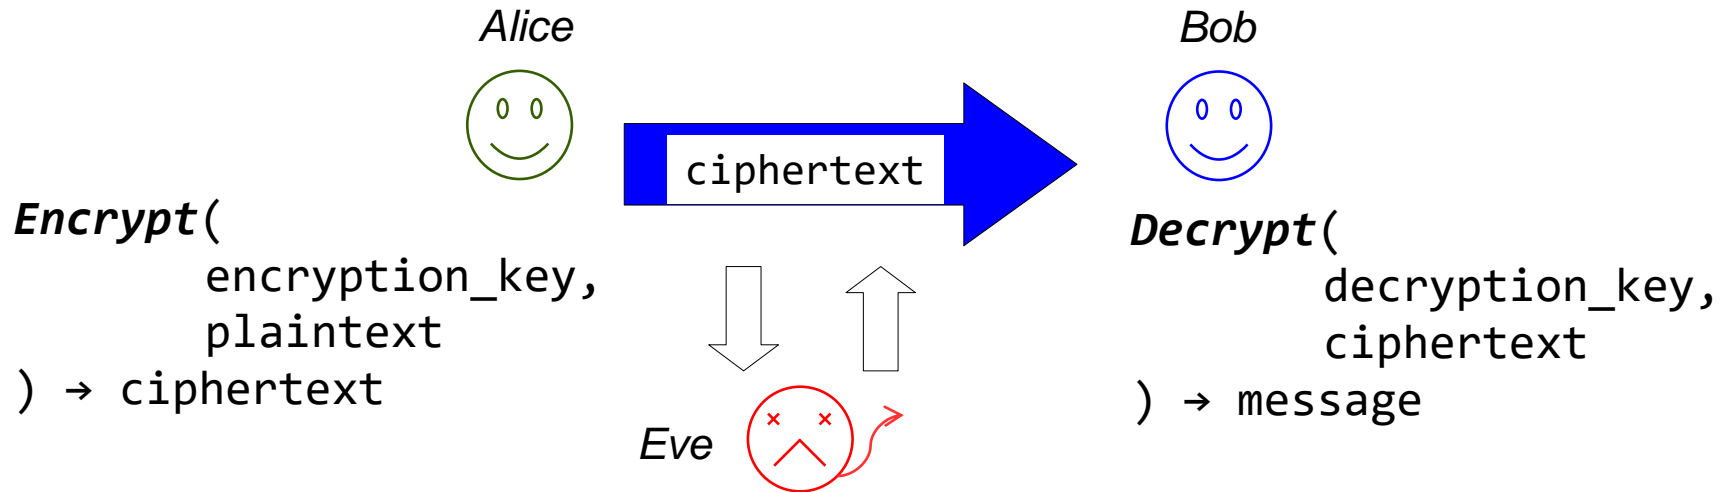 Alice
Bob
ciphertext
Encrypt(
encryption_key,
plaintext
) → ciphertext
Decrypt(
decryption_key,
ciphertext
) → message
Eve